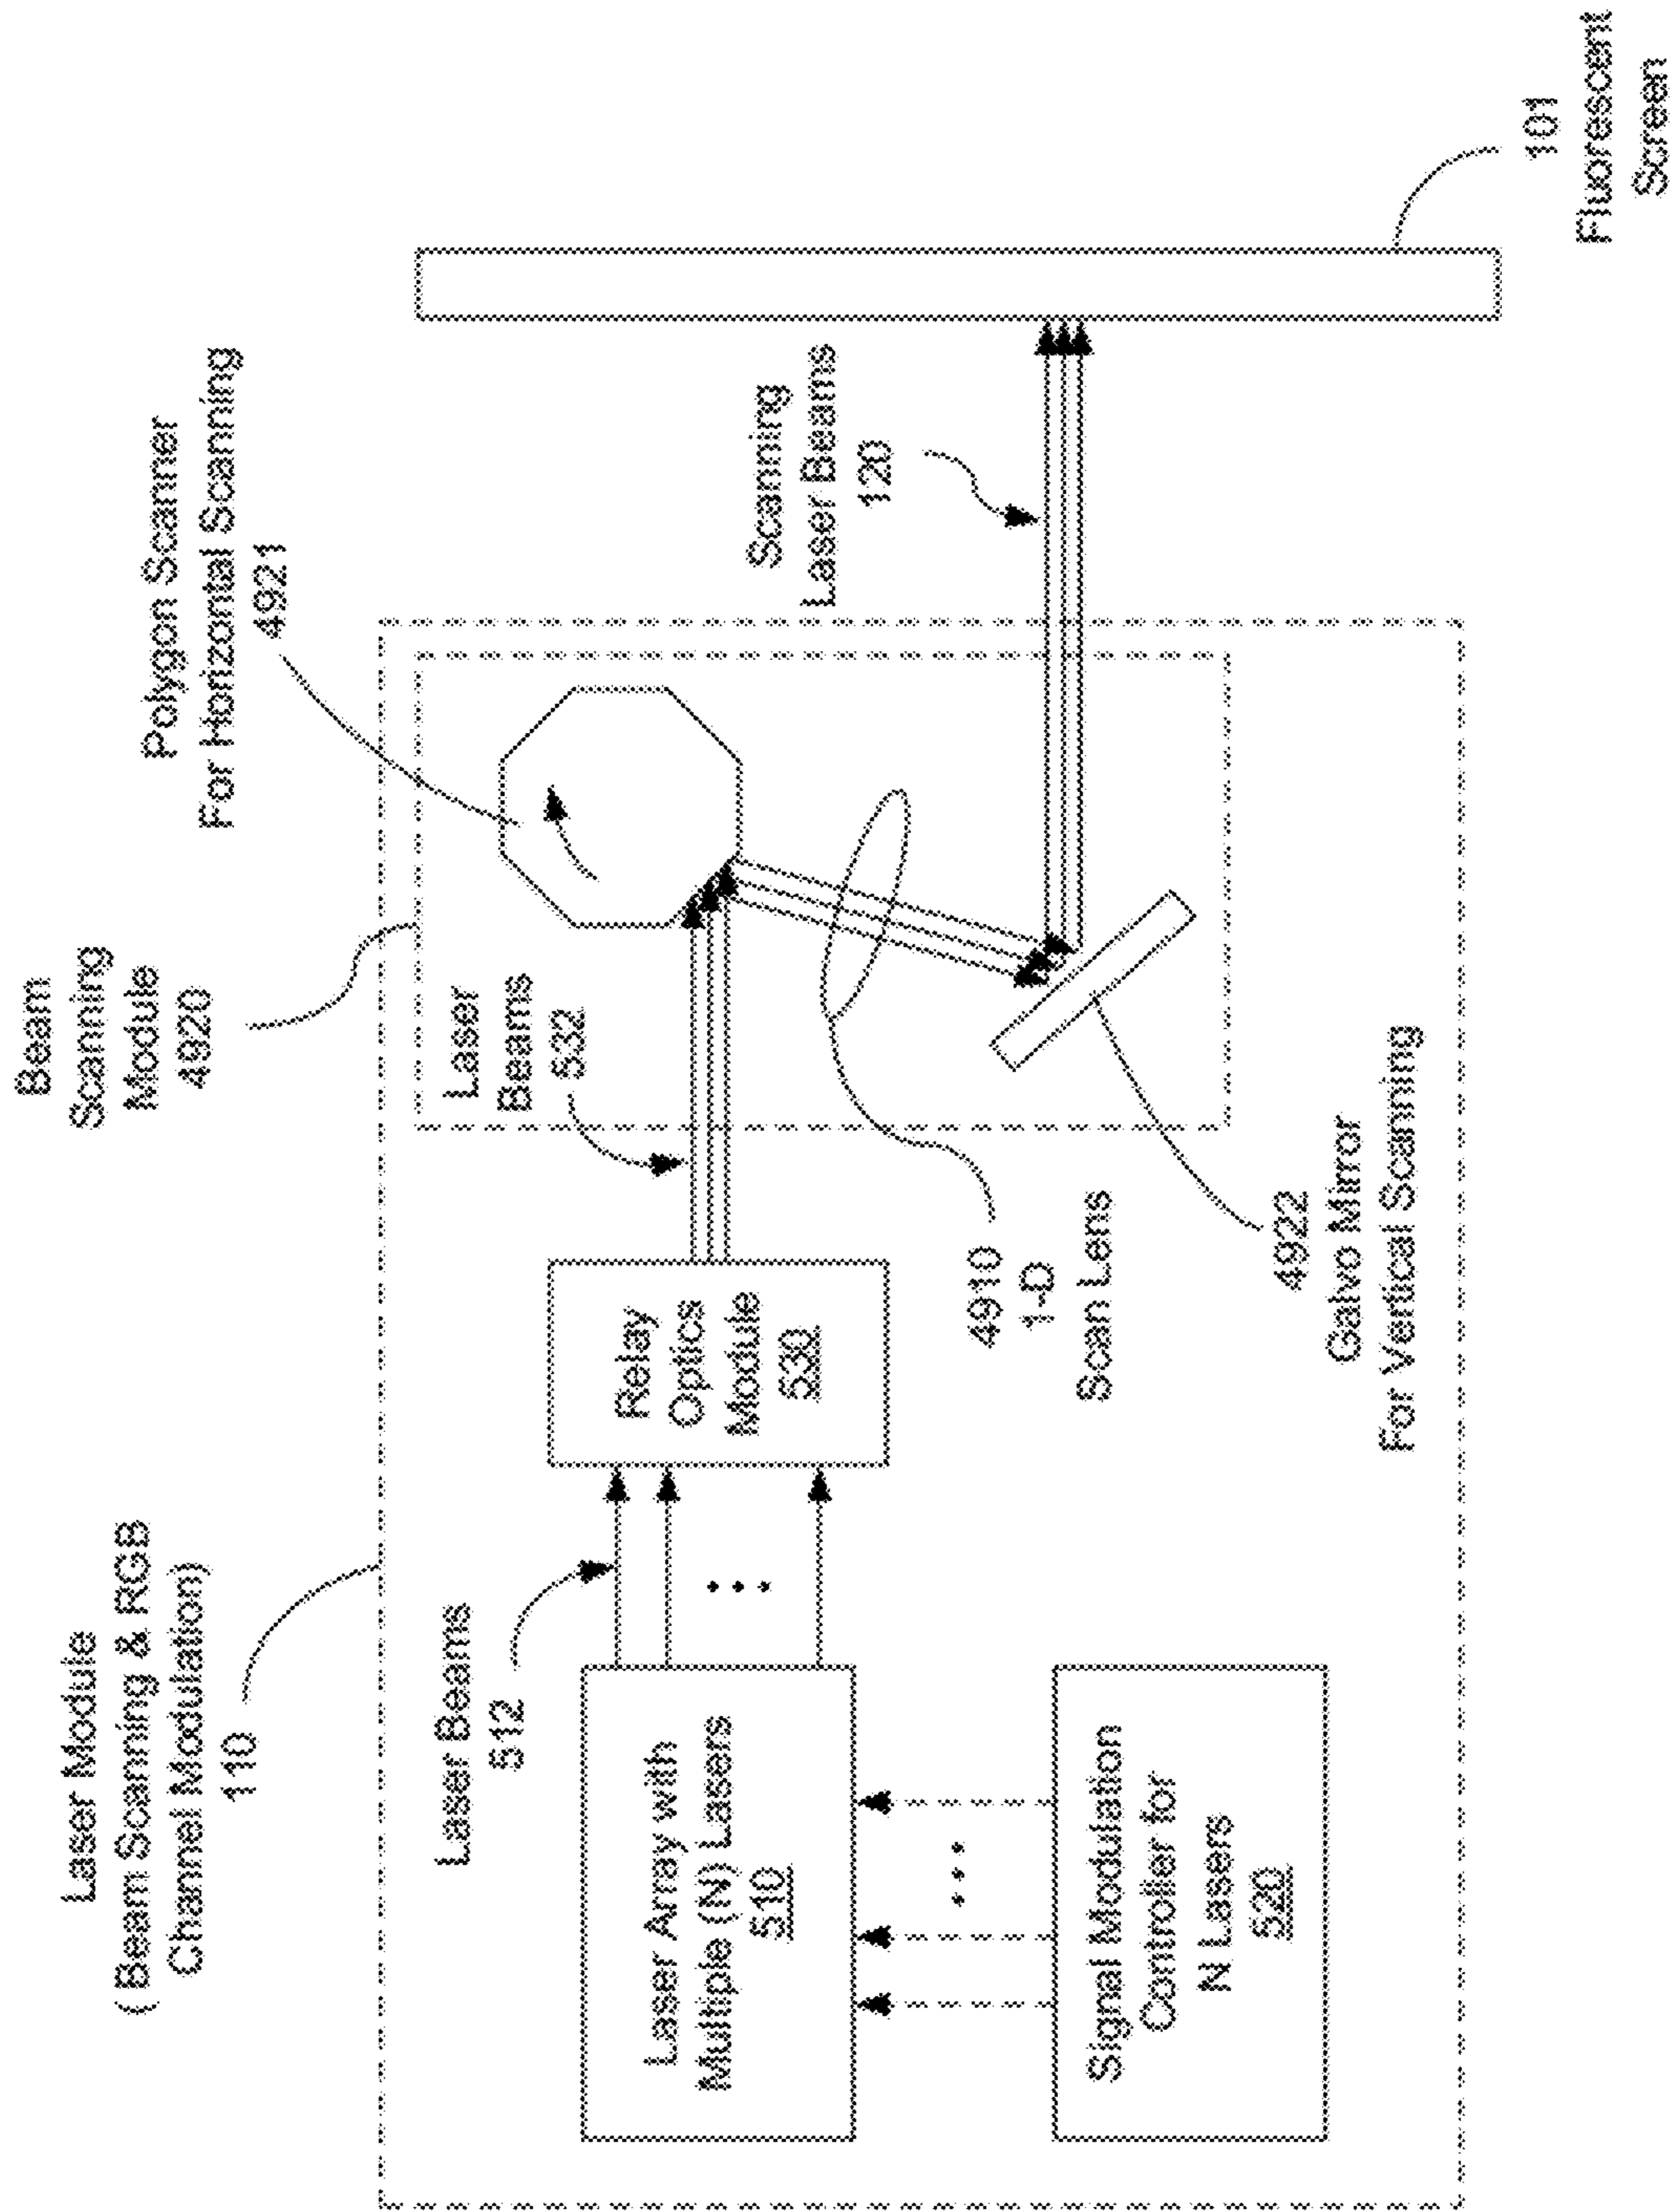 Laser Module
( Beam Scanning & RGB
Channel Modulation)
110
Beam
Scanning
Module
4920
Polygon Scanner
For Horizontal Scanning
4921
Laser Beams
512
Laser
Beams
532
Scanning
Laser Beams
120
Laser Array with
Multiple (N) Lasers
510
Relay
Optics
Module
530
Signal Modulation
Controller for
N Lasers
520
4910
1-D
Scan Lens
4922
Galvo Mirror
For Vertical Scanning
101
Fluorescent
Screen